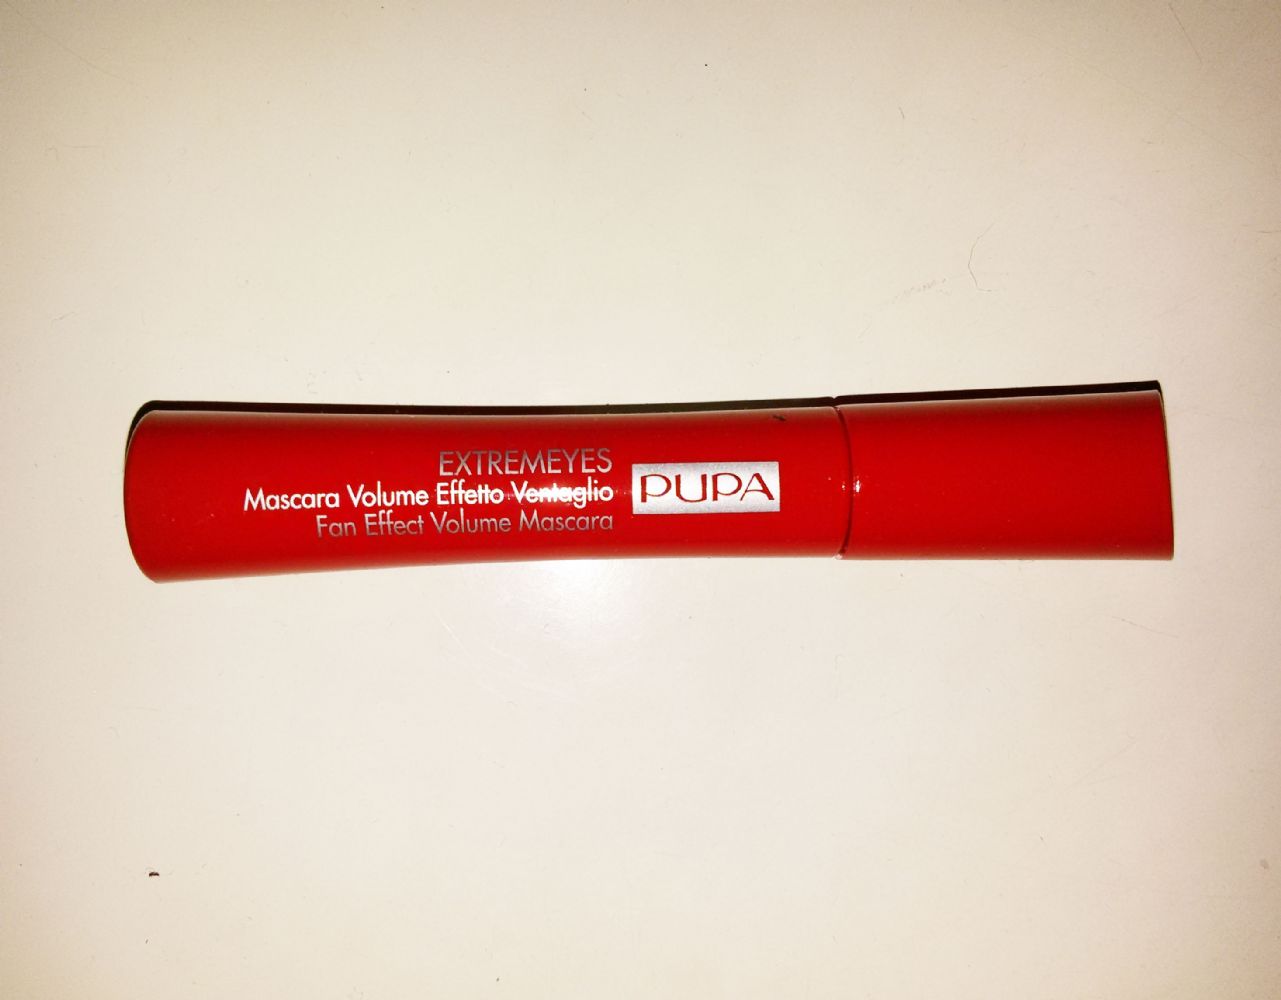 EXTREMEYES
Mascara Volume Effetto Ventaglio
Fan Effect Volume Mascara
PUPA